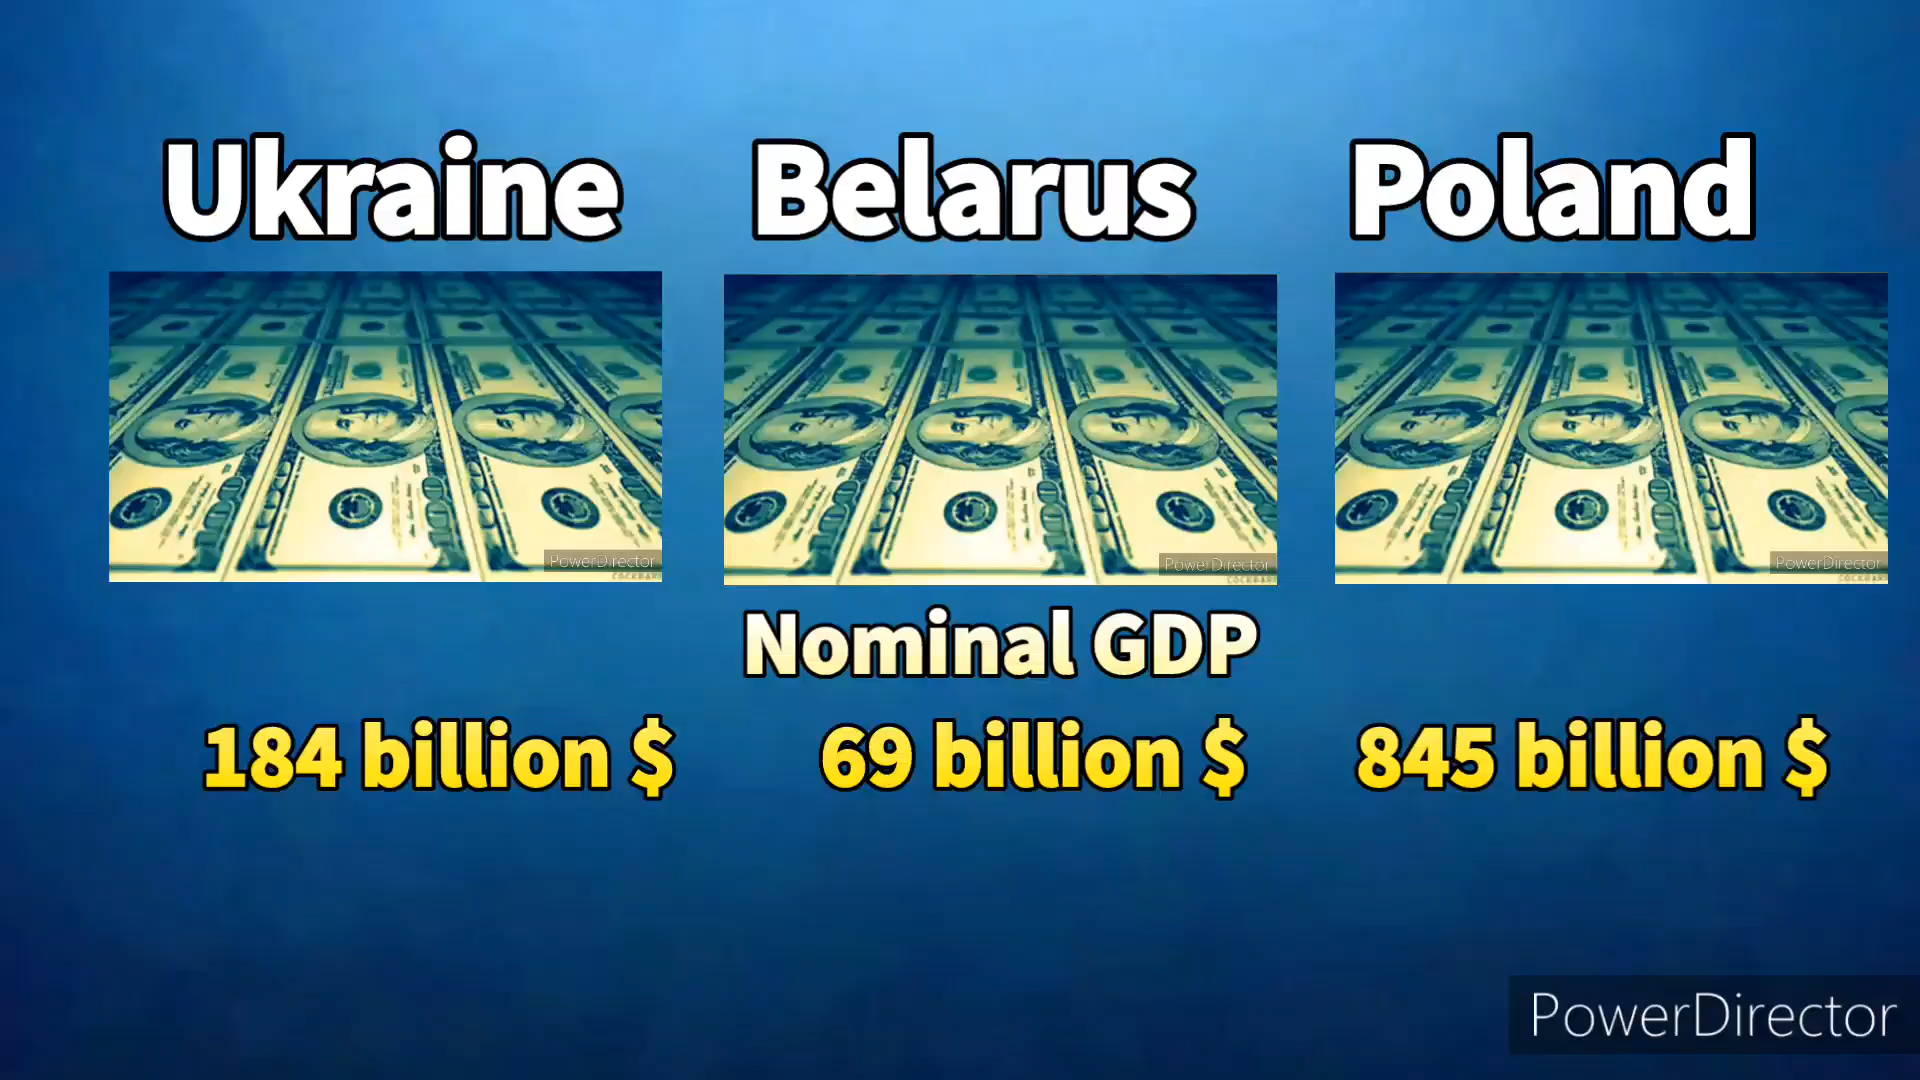 Ukraine Belarus Poland
PowerDirector PowerDirector PowerDirector
Nominal GDP
184 billion $ 69 billion $ 845 billion $
PowerDirector